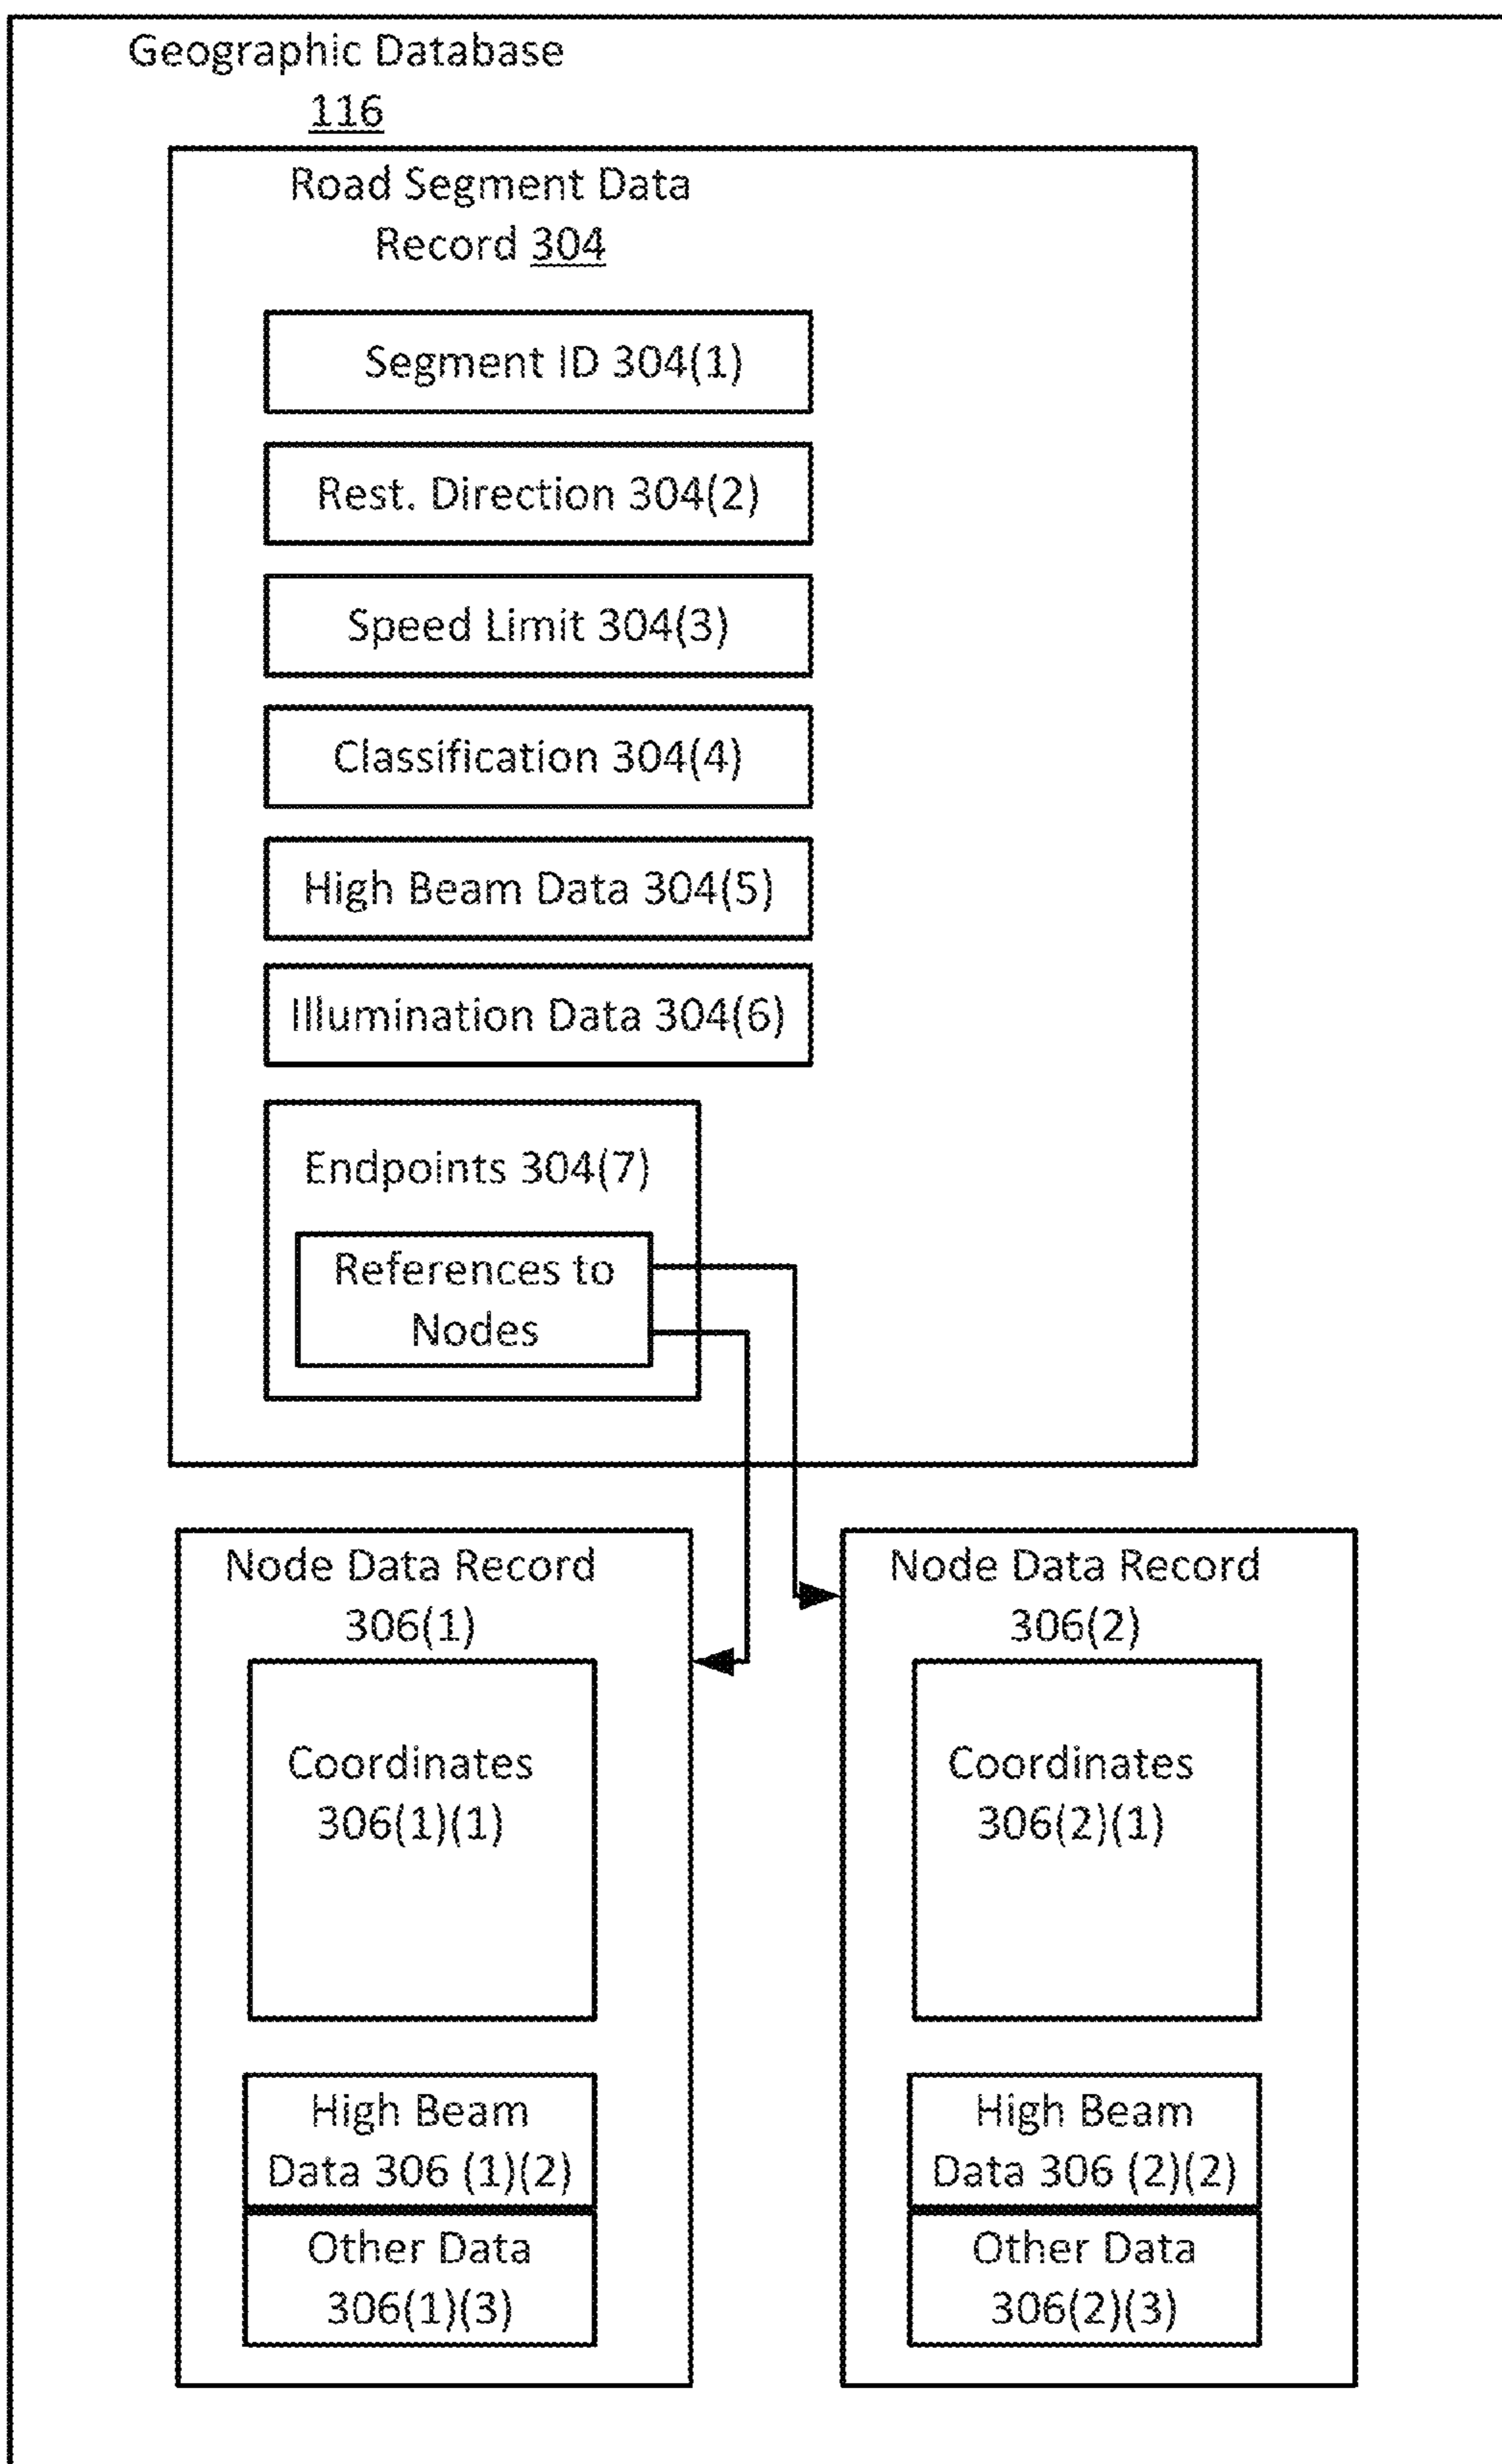 Geographic Database
116
Road Segment Data
Record 304
Segment ID 304(1)
Rest. Direction 304(2)
Speed Limit 304(3)
Classification 304(4)
High Beam Data 304(5)
Illumination Data 304(6)
Endpoints 304(7)
References to
Nodes
Node Data Record
306(1)
Coordinates
306(1)(1)
High Beam
Data 306 (1)(2)
Other Data
306(1)(3)
Node Data Record
306(2)
Coordinates
306(2)(1)
High Beam
Data 306 (2)(2)
Other Data
306(2)(3)